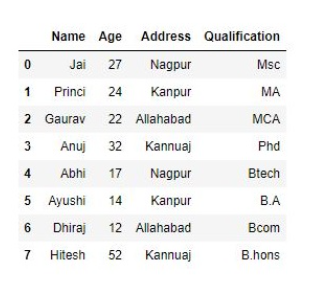 Name Age Address Qualification
0 Jai 27 Nagpur Msc
1 Princi 24 Kanpur MA
2 Gaurav 22 Allahabad MCA
3 Anuj 32 Kannuaj Phd
4 Abhi 17 Nagpur Btech
5 Ayushi 14 Kanpur B.A
6 Dhiraj 12 Allahabad Bcom
7 Hitesh 52 Kannuaj B.hons